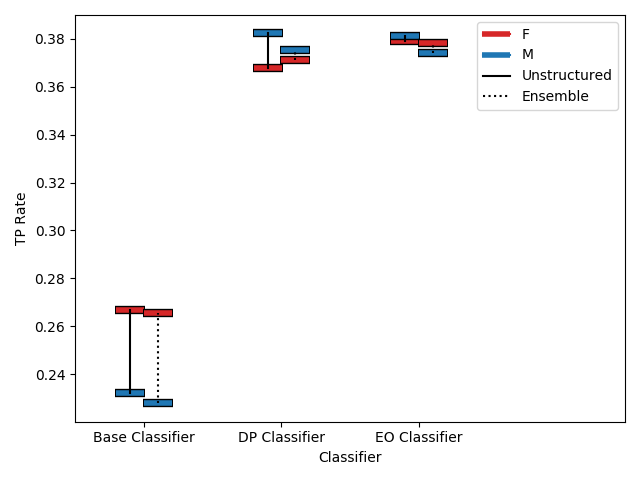 0.38
0.36
0.34
0.32
0.30
0.28
0.26
0.24
TP Rate
F
M
Unstructured
Ensemble
Base Classifier
DP Classifier
EO Classifier
Classifier